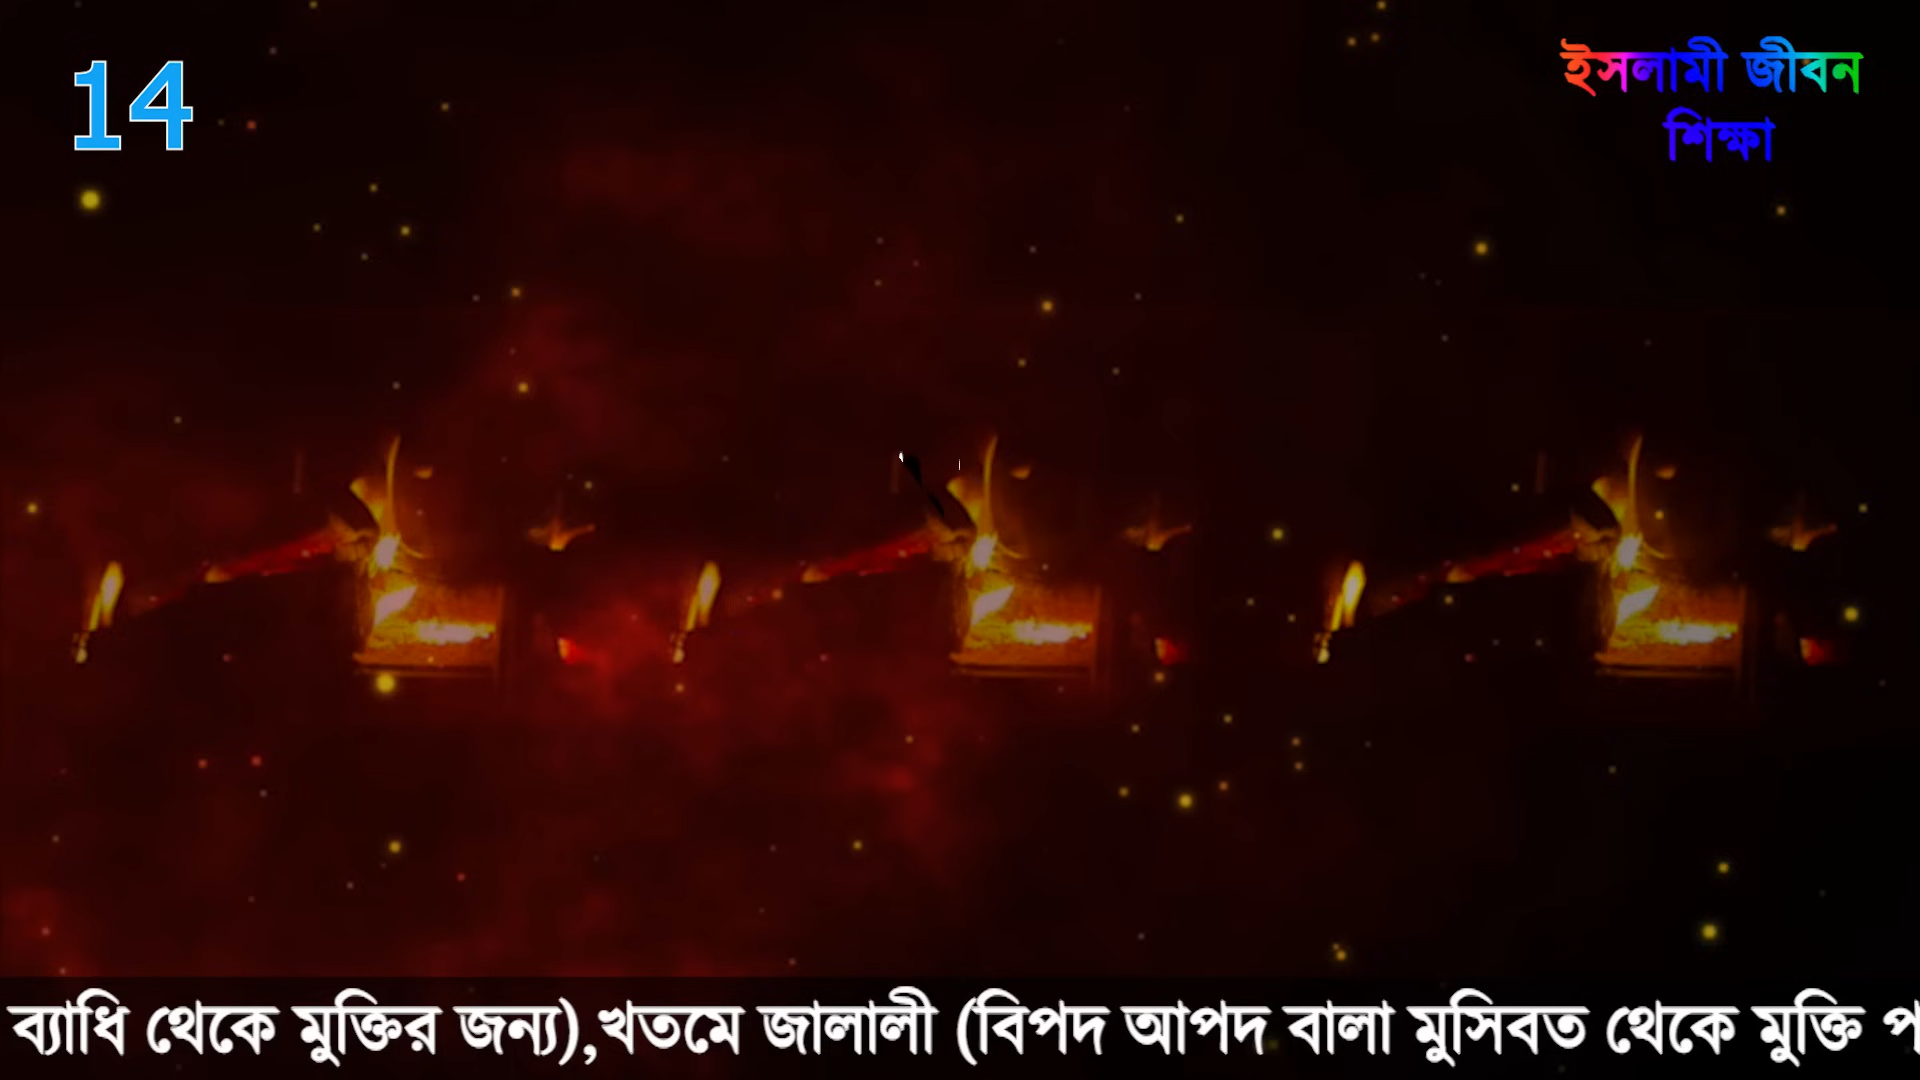 14
ইসলামী জীবন
শিক্ষা
ব্যাধি থেকে মুক্তির জন্য),খতমে জালালী (বিপদ আপদ বালা মুসিবত থেকে মুক্তি